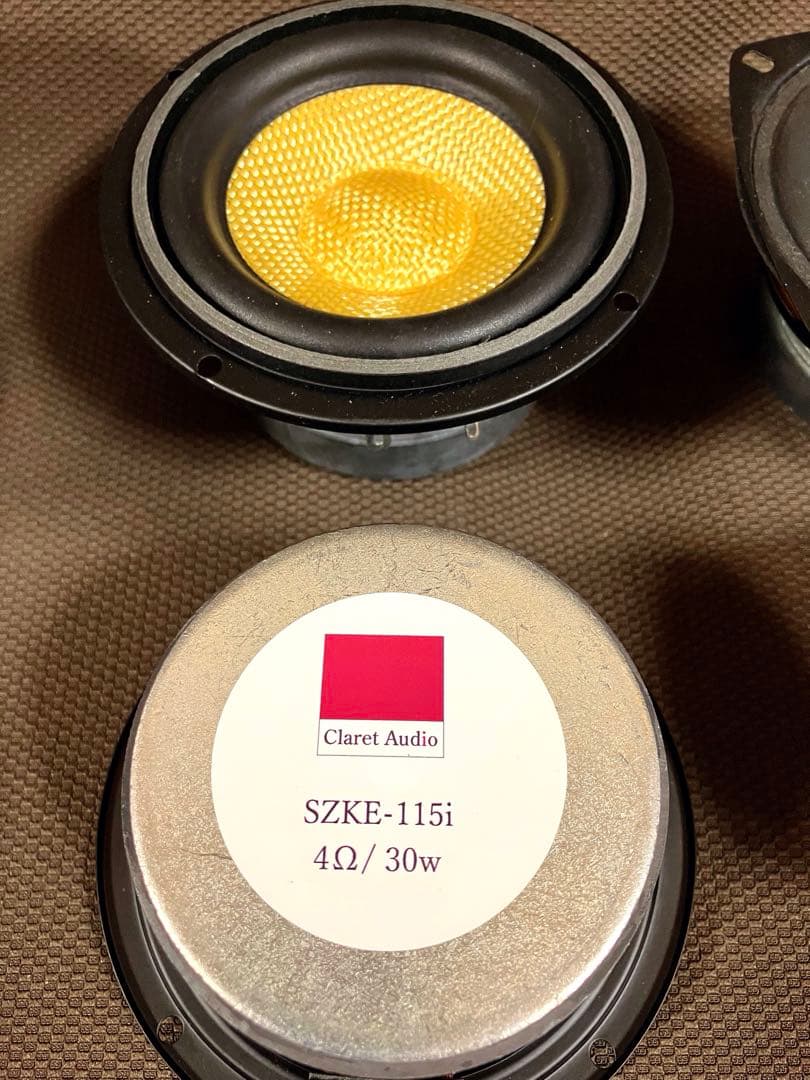 Claret Audio
SZKE-115i
4Ω/ 30w